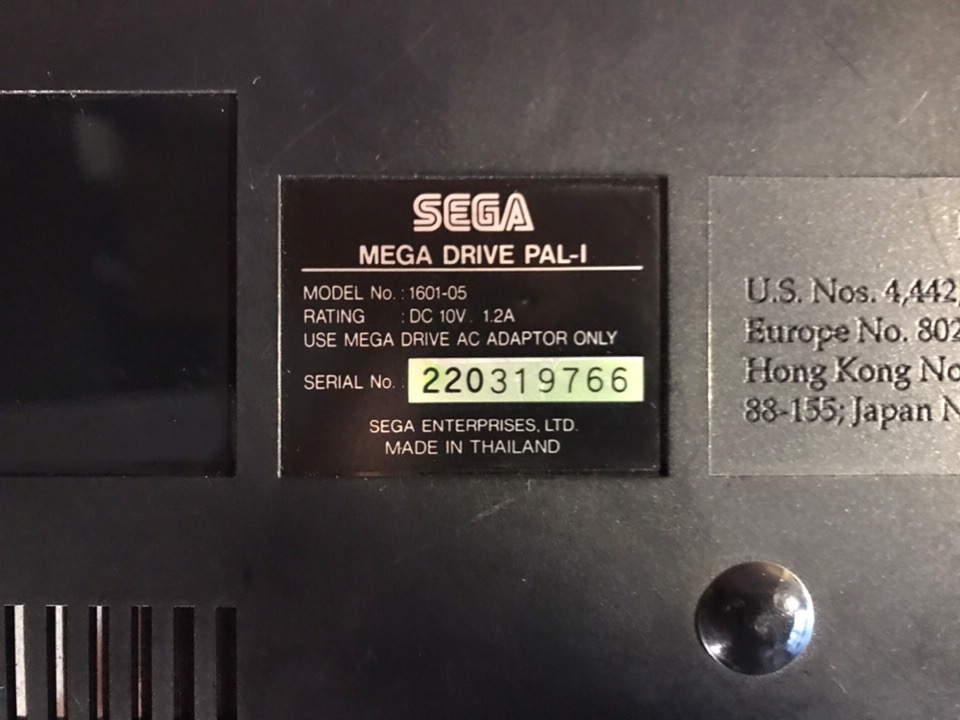 SEGA
MEGA DRIVE PAL-I
MODEL No. : 1601-05
RATING : DC 10V 1.2A
USE MEGA DRIVE AC ADAPTOR ONLY
SERIAL No. : 220319766
SEGA ENTERPRISES, LTD.
MADE IN THAILAND
U.S. Nos. 4,442,
Europe No. 802
Hong Kong No
88-155; Japan N